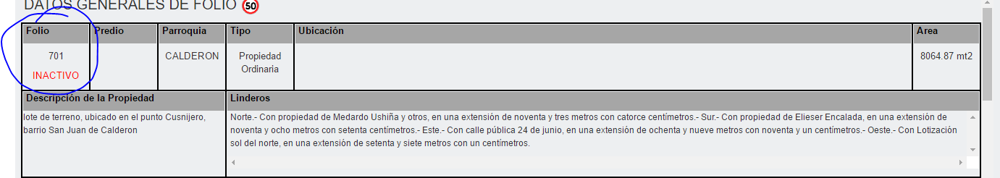 DATOS GENERALES DE FOLIO 50
Folio Predio Parroquia Tipo Ubicación Area
701 CALDERON Propiedad Ordinaria 8064.87 mt2
INACTIVO
Descripción de la Propiedad Linderos
lote de terreno, ubicado en el punto Cusnijero,
barrio San Juan de Calderon
Norte.- Con propiedad de Medardo Ushiña y otros, en una extensión de noventa y tres metros con catorce centímetros.- Sur.- Con propiedad de Elieser Encalada, en una extensión de
noventa y ocho metros con setenta centímetros.- Este.- Con calle pública 24 de junio, en una extensión de ochenta y nueve metros con noventa y un centímetros.- Oeste.- Con Lotización
sol del norte, en una extensión de setenta y siete metros con un centímetros.